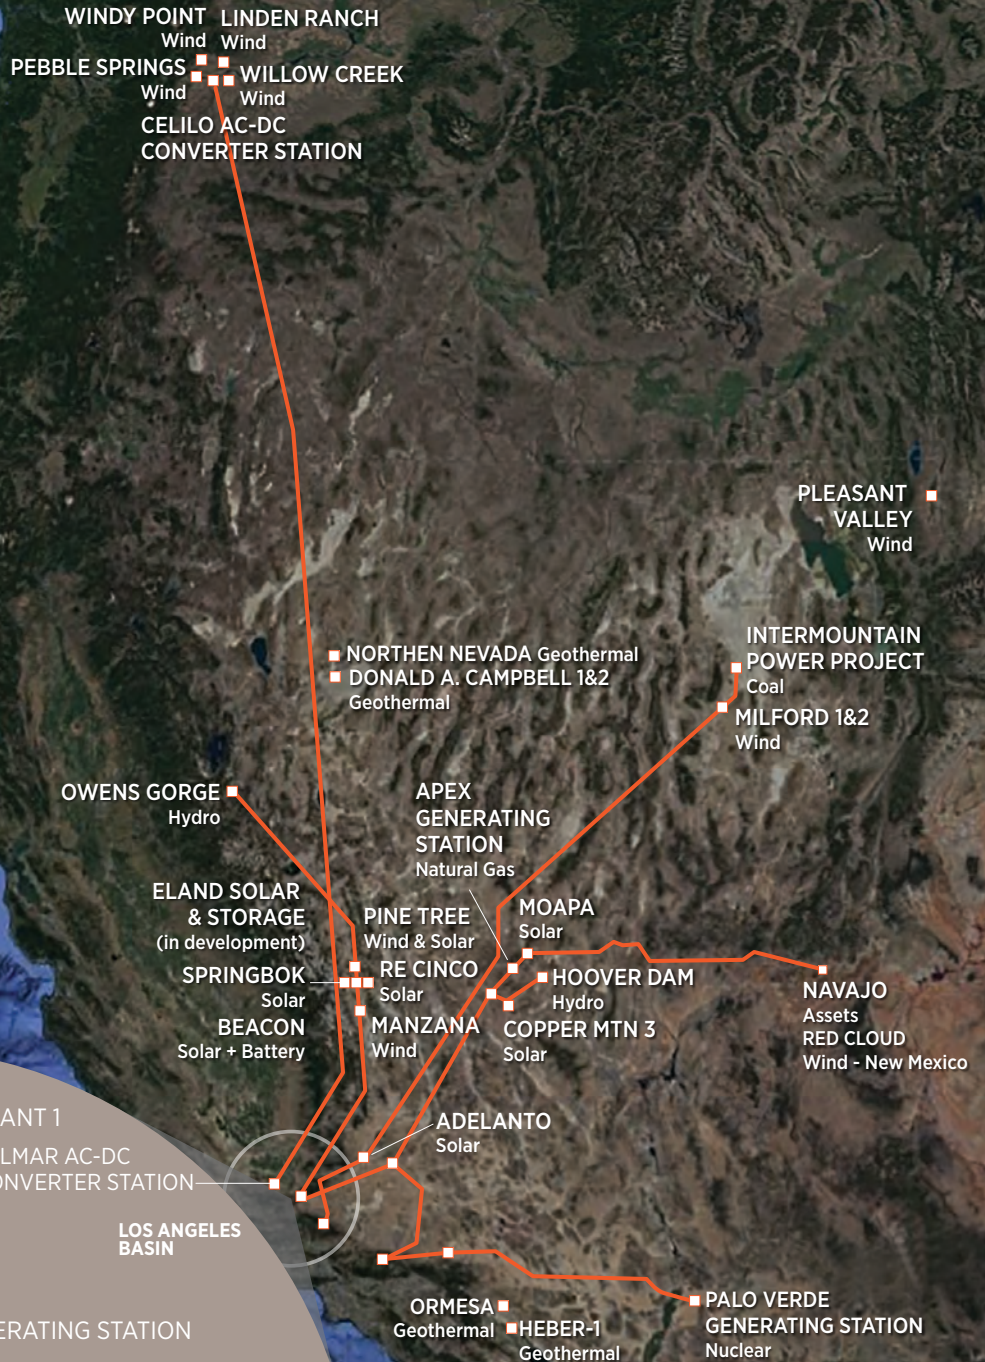 WINDY POINT
Wind
LINDEN RANCH
Wind
PEBBLE SPRINGS
Wind
WILLOW CREEK
Wind
CELILO AC-DC
CONVERTER STATION
PLEASANT
VALLEY
Wind
NORTHEN NEVADA Geothermal
DONALD A. CAMPBELL 1&2
Geothermal
INTERMOUNTAIN
POWER PROJECT
Coal
MILFORD 1&2
Wind
OWENS GORGE
Hydro
APEX
GENERATING
STATION
Natural Gas
ELAND SOLAR
& STORAGE
(in development)
PINE TREE
Wind & Solar
MOAPA
Solar
SPRINGBOK
Solar
RE CINCO
Solar
HOOVER DAM
Hydro
NAVAJO
Assets
RED CLOUD
Wind - New Mexico
BEACON
Solar + Battery
MANZANA
Wind
COPPER MTN 3
Solar
ADELANTO
Solar
ANT 1
LMAR AC-DC
ONVERTER STATION
LOS ANGELES
BASIN
ERATING STATION
ORMESA
Geothermal
HEBER-1
Geothermal
PALO VERDE
GENERATING STATION
Nuclear